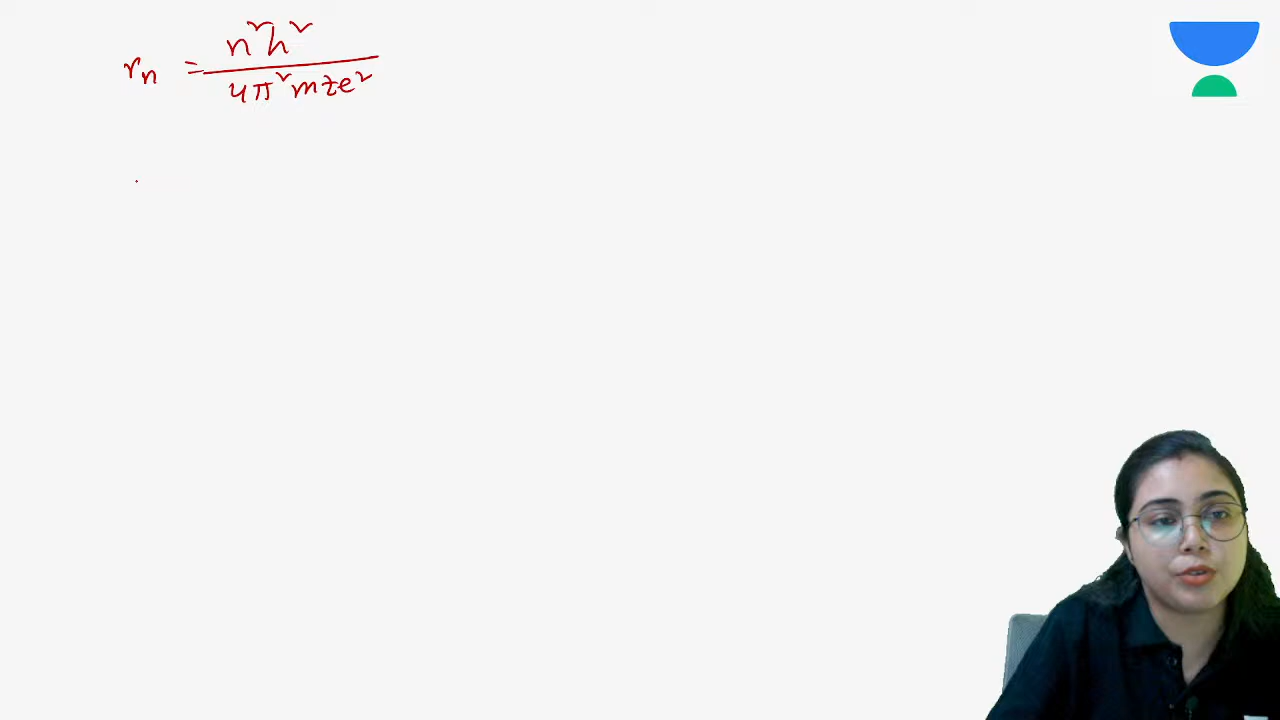 rₙ = n²h² / 4π²mze²